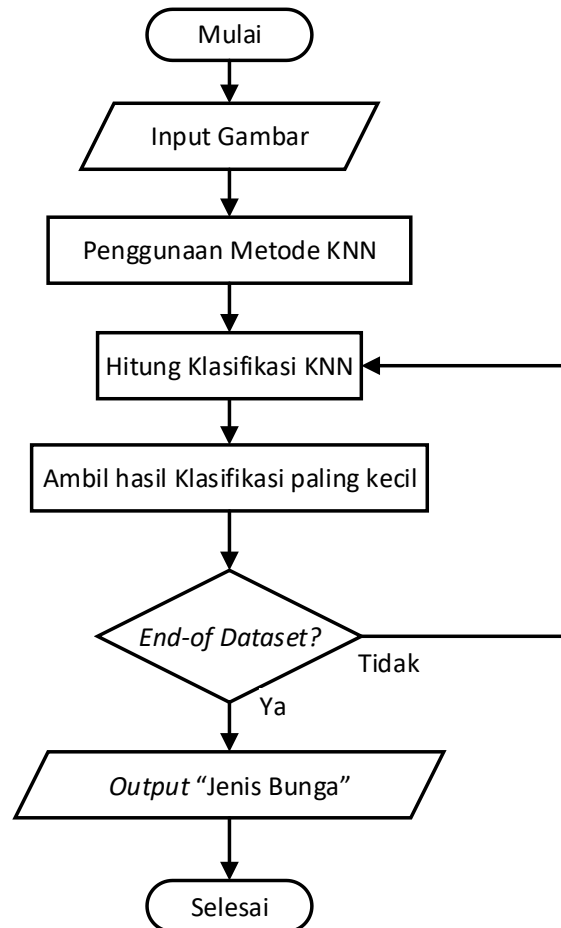 Mulai
Input Gambar
Penggunaan Metode KNN
Hitung Klasifikasi KNN
Ambil hasil Klasifikasi paling kecil
End-of Dataset?
Tidak
Ya
Output “Jenis Bunga”
Selesai